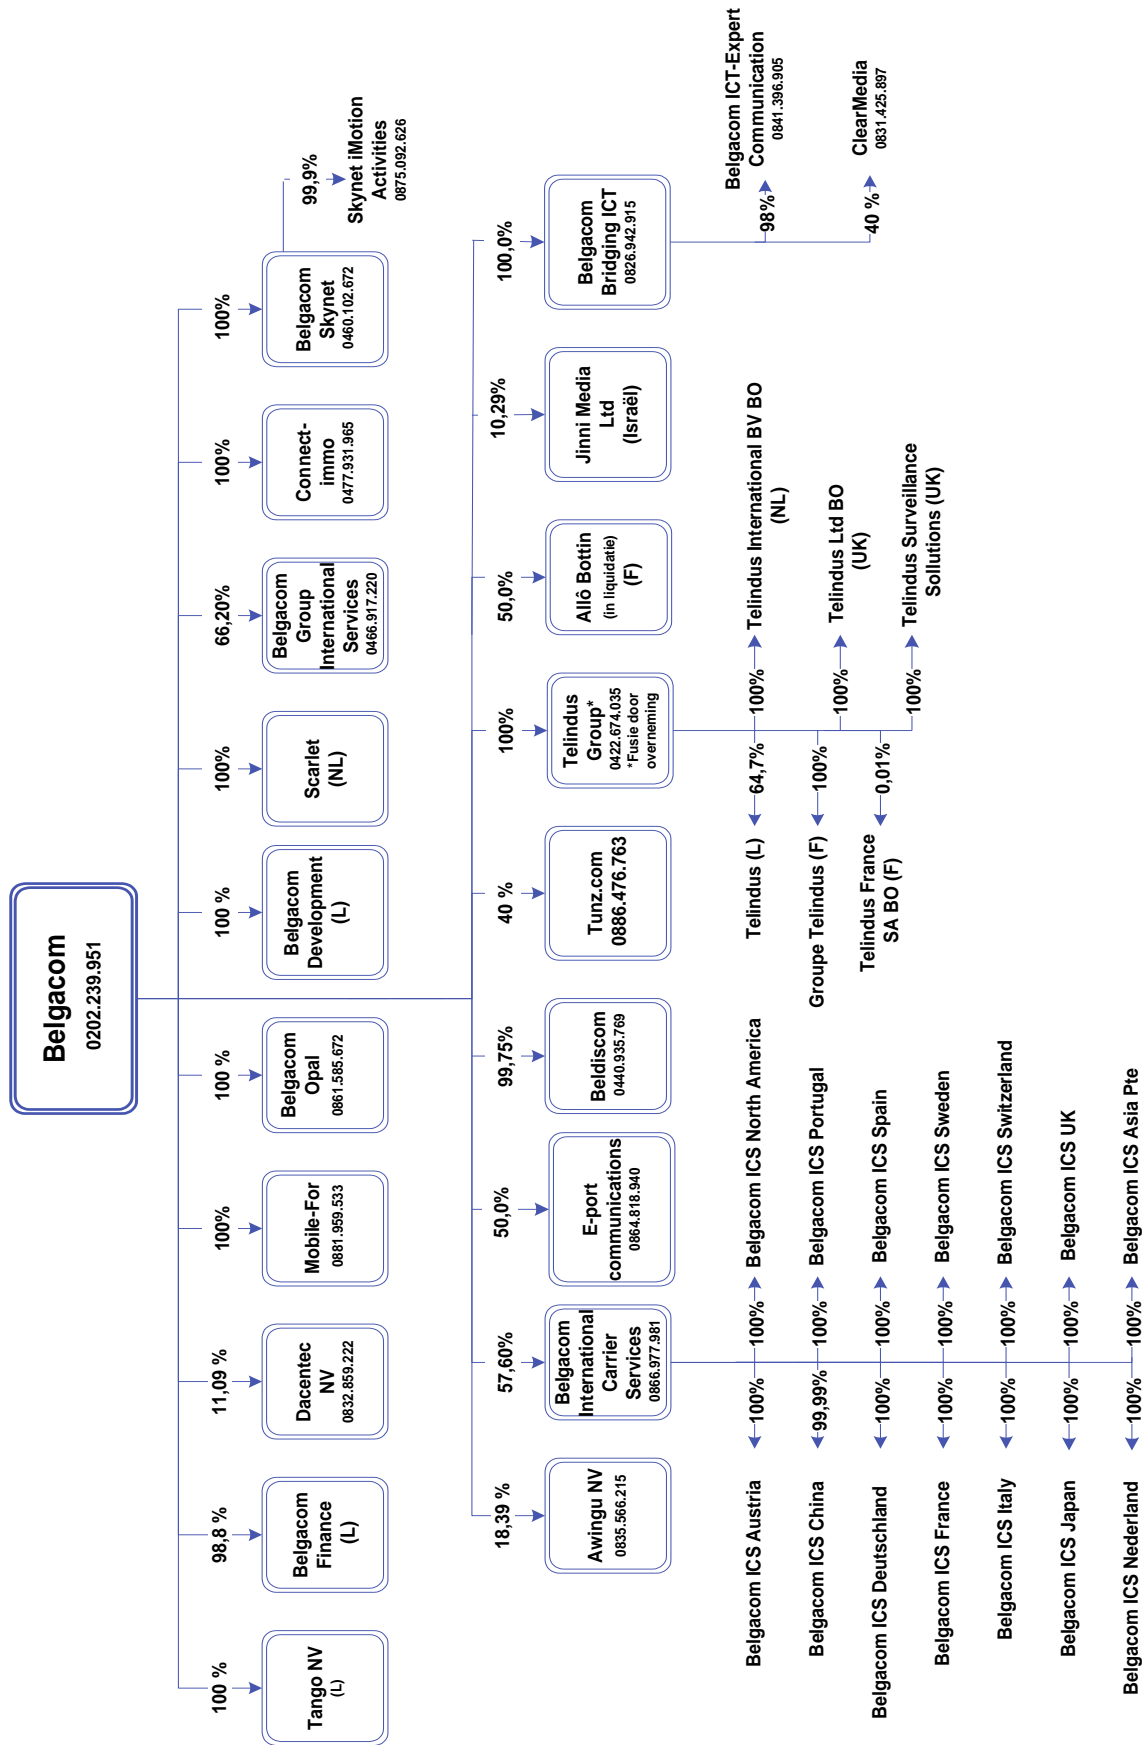 Belgacom
0202.239.951
100 %
98,8 %
11,09 %
100%
100 %
100 %
100%
66,20%
100%
100%
Tango NV
(L)
Belgacom
Finance
(L)
Dacentec
NV
0832.859.222
Mobile-For
0881.959.533
Belgacom
Opal
0861.585.672
Belgacom
Development
(L)
Scarlet
(NL)
Belgacom
Group
International
Services
0466.917.220
Connect-
immo
0477.931.965
Belgacom
Skynet
0460.102.672
99,9%
Skynet iMotion
Activities
0875.092.626
18,39 %
57,60%
50,0%
99,75%
40 %
100%
50,0%
10,29%
100,0%
Awingu NV
0835.566.215
Belgacom
International
Carrier
Services
0866.977.981
E-port
communications
0864.818.940
Beldiscom
0440.935.769
Tunz.com
0886.476.763
Telindus
Group*
0422.674.035
*Fusie door
overneming
Allô Bottin
(in liquidatie)
(F)
Jinni Media
Ltd
(Israël)
Belgacom
Bridging ICT
0826.942.915
Belgacom ICS Austria
100%
100%
Belgacom ICS North America
Belgacom ICS China
99,99%
100%
Belgacom ICS Portugal
Belgacom ICS Deutschland
100%
100%
Belgacom ICS Spain
Belgacom ICS France
100%
100%
Belgacom ICS Sweden
Belgacom ICS Italy
100%
100%
Belgacom ICS Switzerland
Belgacom ICS Japan
100%
100%
Belgacom ICS UK
Belgacom ICS Nederland
100%
100%
Belgacom ICS Asia Pte
Telindus (L)
64,7%
100%
Telindus International BV BO
(NL)
Groupe Telindus (F)
100%
100%
Telindus Ltd BO
(UK)
Telindus France
SA BO (F)
0,01%
100%
Telindus Surveillance
Sollutions (UK)
98%
Belgacom ICT-Expert
Communication
0841.396.905
40 %
ClearMedia
0831.425.897